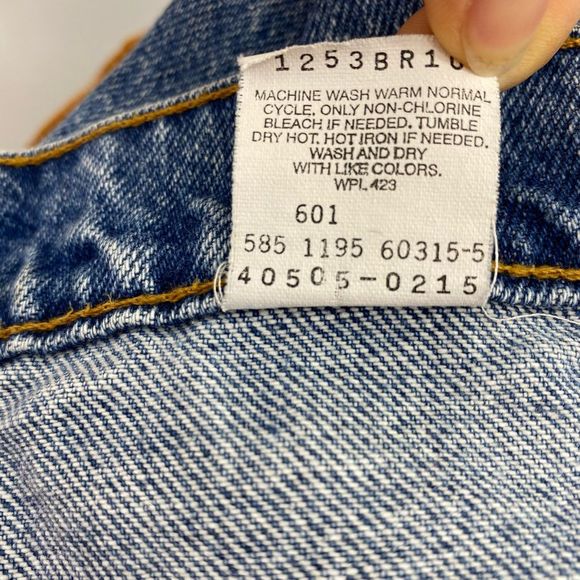 1253BR1
MACHINE WASH WARM NORMAL
CYCLE, ONLY NON-CHLORINE
BLEACH IF NEEDED. TUMBLE
DRY HOT. HOT IRON IF NEEDED.
WASH AND DRY
WITH LIKE COLORS.
WPL 423
601
585 1195 60315-5
40505-0215